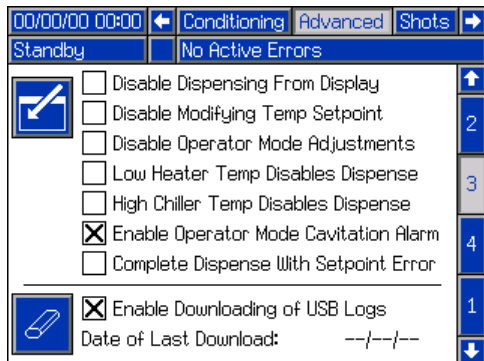 00/00/00 00:00 Conditioning Advanced Shots
Standby No Active Errors
Disable Dispensing From Display
Disable Modifying Temp Setpoint
2
Disable Operator Mode Adjustments
Low Heater Temp Disables Dispense
3
High Chiller Temp Disables Dispense
Enable Operator Mode Cavitation Alarm
4
Complete Dispense With Setpoint Error
Enable Downloading of USB Logs
1
Date of Last Download: --/--/--